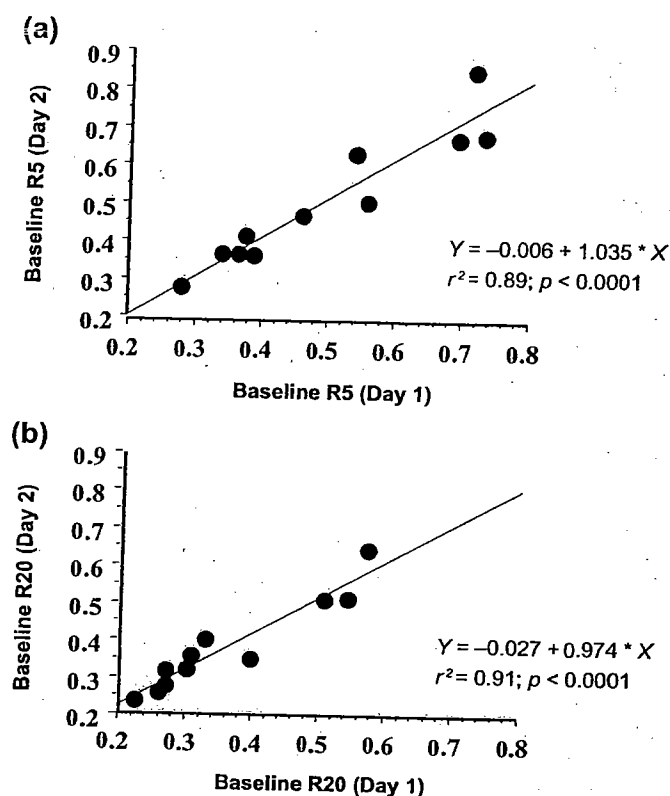 (a)
0.9
0.8
0.7
0.6
0.5
0.4
0.3
0.2
Baseline R5 (Day 2)
Y = –0.006 + 1.035 * X
r² = 0.89; p < 0.0001
0.2 0.3 0.4 0.5 0.6 0.7 0.8
Baseline R5 (Day 1)
(b)
0.9
0.8
0.7
0.6
0.5
0.4
0.3
0.2
Baseline R20 (Day 2)
Y = –0.027 + 0.974 * X
r² = 0.91; p < 0.0001
0.2 0.3 0.4 0.5 0.6 0.7 0.8
Baseline R20 (Day 1)